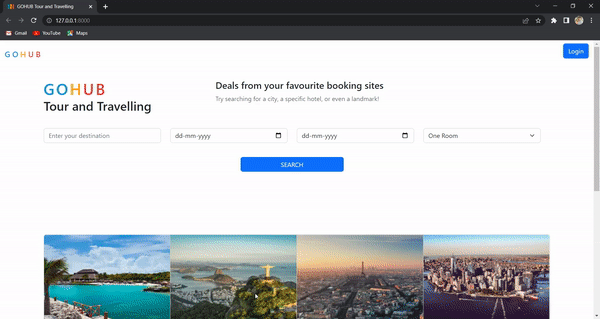 GOHUB Tour and Travelling
127.0.0.1:8000
Gmail
YouTube
Maps
GOHUB
Login
GOHUB
Tour and Travelling
Deals from your favourite booking sites
Try searching for a city, a specific hotel, or even a landmark!
Enter your destination
dd-mm-yyyy
dd-mm-yyyy
One Room
SEARCH